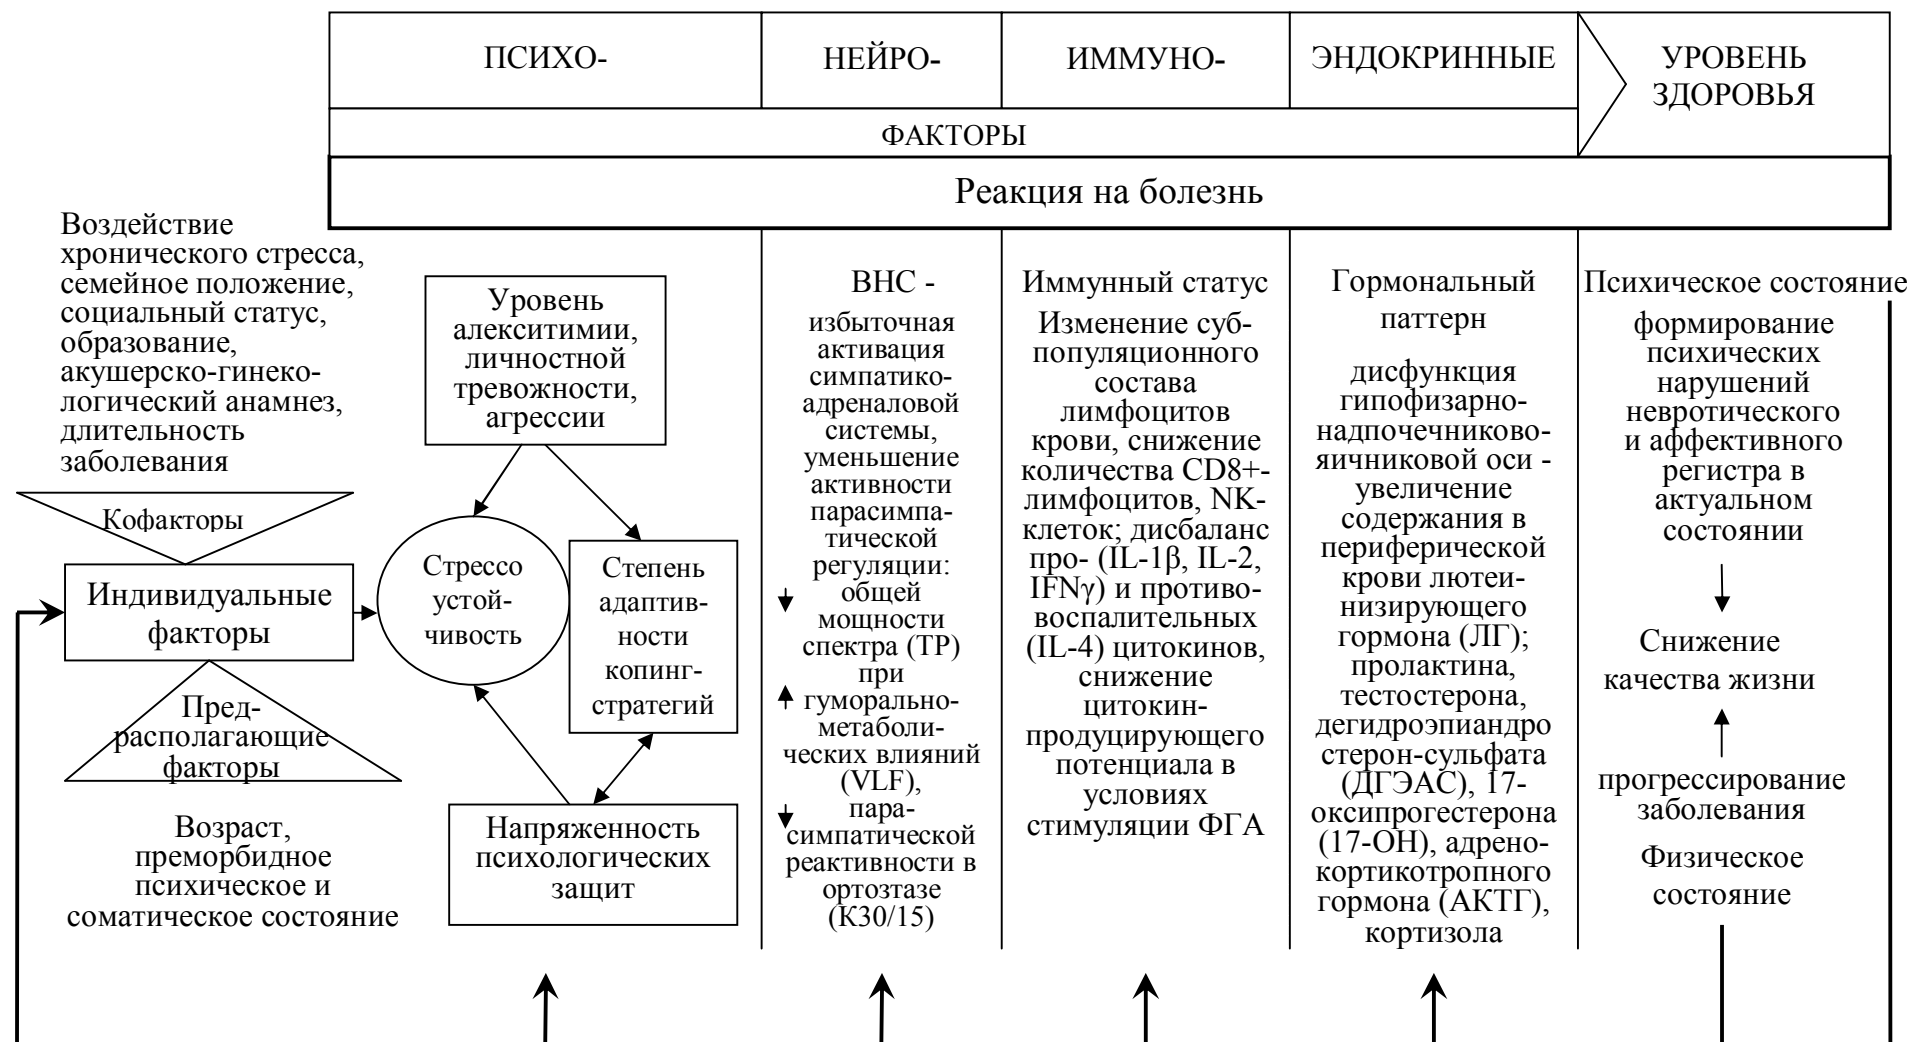 ПСИХО-
НЕЙРО-
ИММУНО-
ЭНДОКРИННЫЕ
УРОВЕНЬ
ЗДОРОВЬЯ
ФАКТОРЫ
Реакция на болезнь
Воздействие
хронического стресса,
семейное положение,
социальный статус,
образование,
акушерско-гинеко-
логический анамнез,
длительность
заболевания
Кофакторы
Индивидуальные
факторы
Пред-
располагающие
факторы
Возраст,
преморбидное
психическое и
соматическое состояние
Уровень
алекситимии,
личностной
тревожности,
агрессии
Стрессо
устой-
чивость
Степень
адаптив-
ности
копинг-
стратегий
Напряженность
психологических
защит
ВНС -
избыточная
активация
симпатико-
адреналовой
системы,
уменьшение
активности
парасимпа-
тической
регуляции:
общей
мощности
спектра (TP)
при
гуморально-
метаболи-
ческих влияний
(VLF),
пара-
симпатической
реактивности в
ортозтазе
(К30/15)
Иммунный статус
Изменение суб-
популяционного
состава
лимфоцитов
крови, снижение
количества CD8+-
лимфоцитов, NK-
клеток; дисбаланс
про- (IL-1β, IL-2,
IFNγ) и противо-
воспалительных
(IL-4) цитокинов,
снижение
цитокин-
продуцирующего
потенциала в
условиях
стимуляции ФГА
Гормональный
паттерн
дисфункция
гипофизарно-
надпочечниково-
яичниковой оси -
увеличение
содержания в
периферической
крови лютеи-
низирующего
гормона (ЛГ);
пролактина,
тестостерона,
дегидроэпиандро
стерон-сульфата
(ДГЭАС), 17-
оксипрогестерона
(17-ОН), адрено-
кортикотропного
гормона (АКТГ),
кортизола
Психическое состояние
формирование
психических
нарушений
невротического
и аффективного
регистра в
актуальном
состоянии
Снижение
качества жизни
прогрессирование
заболевания
Физическое
состояние